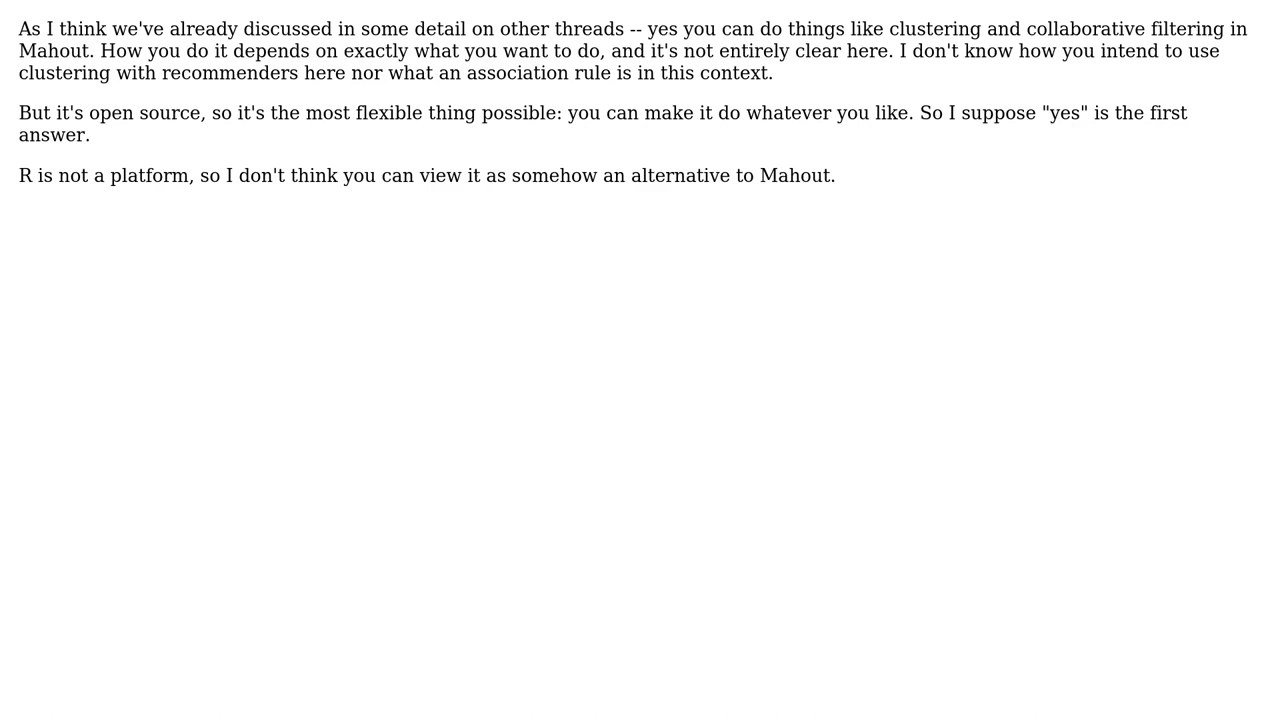 As I think we've already discussed in some detail on other threads -- yes you can do things like clustering and collaborative filtering in
Mahout. How you do it depends on exactly what you want to do, and it's not entirely clear here. I don't know how you intend to use
clustering with recommenders here nor what an association rule is in this context.
But it's open source, so it's the most flexible thing possible: you can make it do whatever you like. So I suppose "yes" is the first
answer.
R is not a platform, so I don't think you can view it as somehow an alternative to Mahout.